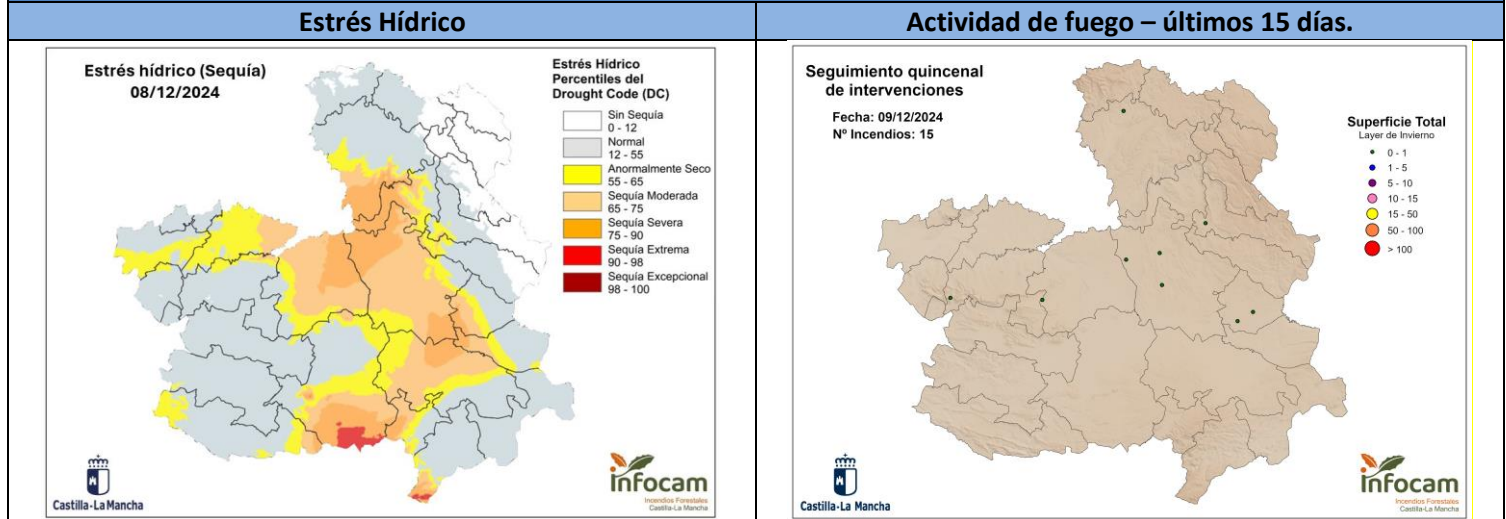 Estrés Hídrico
Actividad de fuego – últimos 15 días.
Estrés hídrico (Sequía)
08/12/2024
Estrés Hídrico
Percentiles del
Drought Code (DC)
Sin Sequía
0 - 12
Normal
12 - 55
Anormalmente Seco
55 - 65
Sequía Moderada
65 - 75
Sequía Severa
75 - 90
Sequía Extrema
90 - 98
Sequía Excepcional
98 - 100
Castilla-La Mancha
infocam
Incendios Forestales
Castilla-La Mancha
Seguimiento quincenal
de intervenciones
Fecha: 09/12/2024
Nº Incendios: 15
Superficie Total
Layer de Invierno
0 - 1
1 - 5
5 - 10
10 - 15
15 - 50
50 - 100
> 100
Castilla-La Mancha
infocam
Incendios Forestales
Castilla-La Mancha